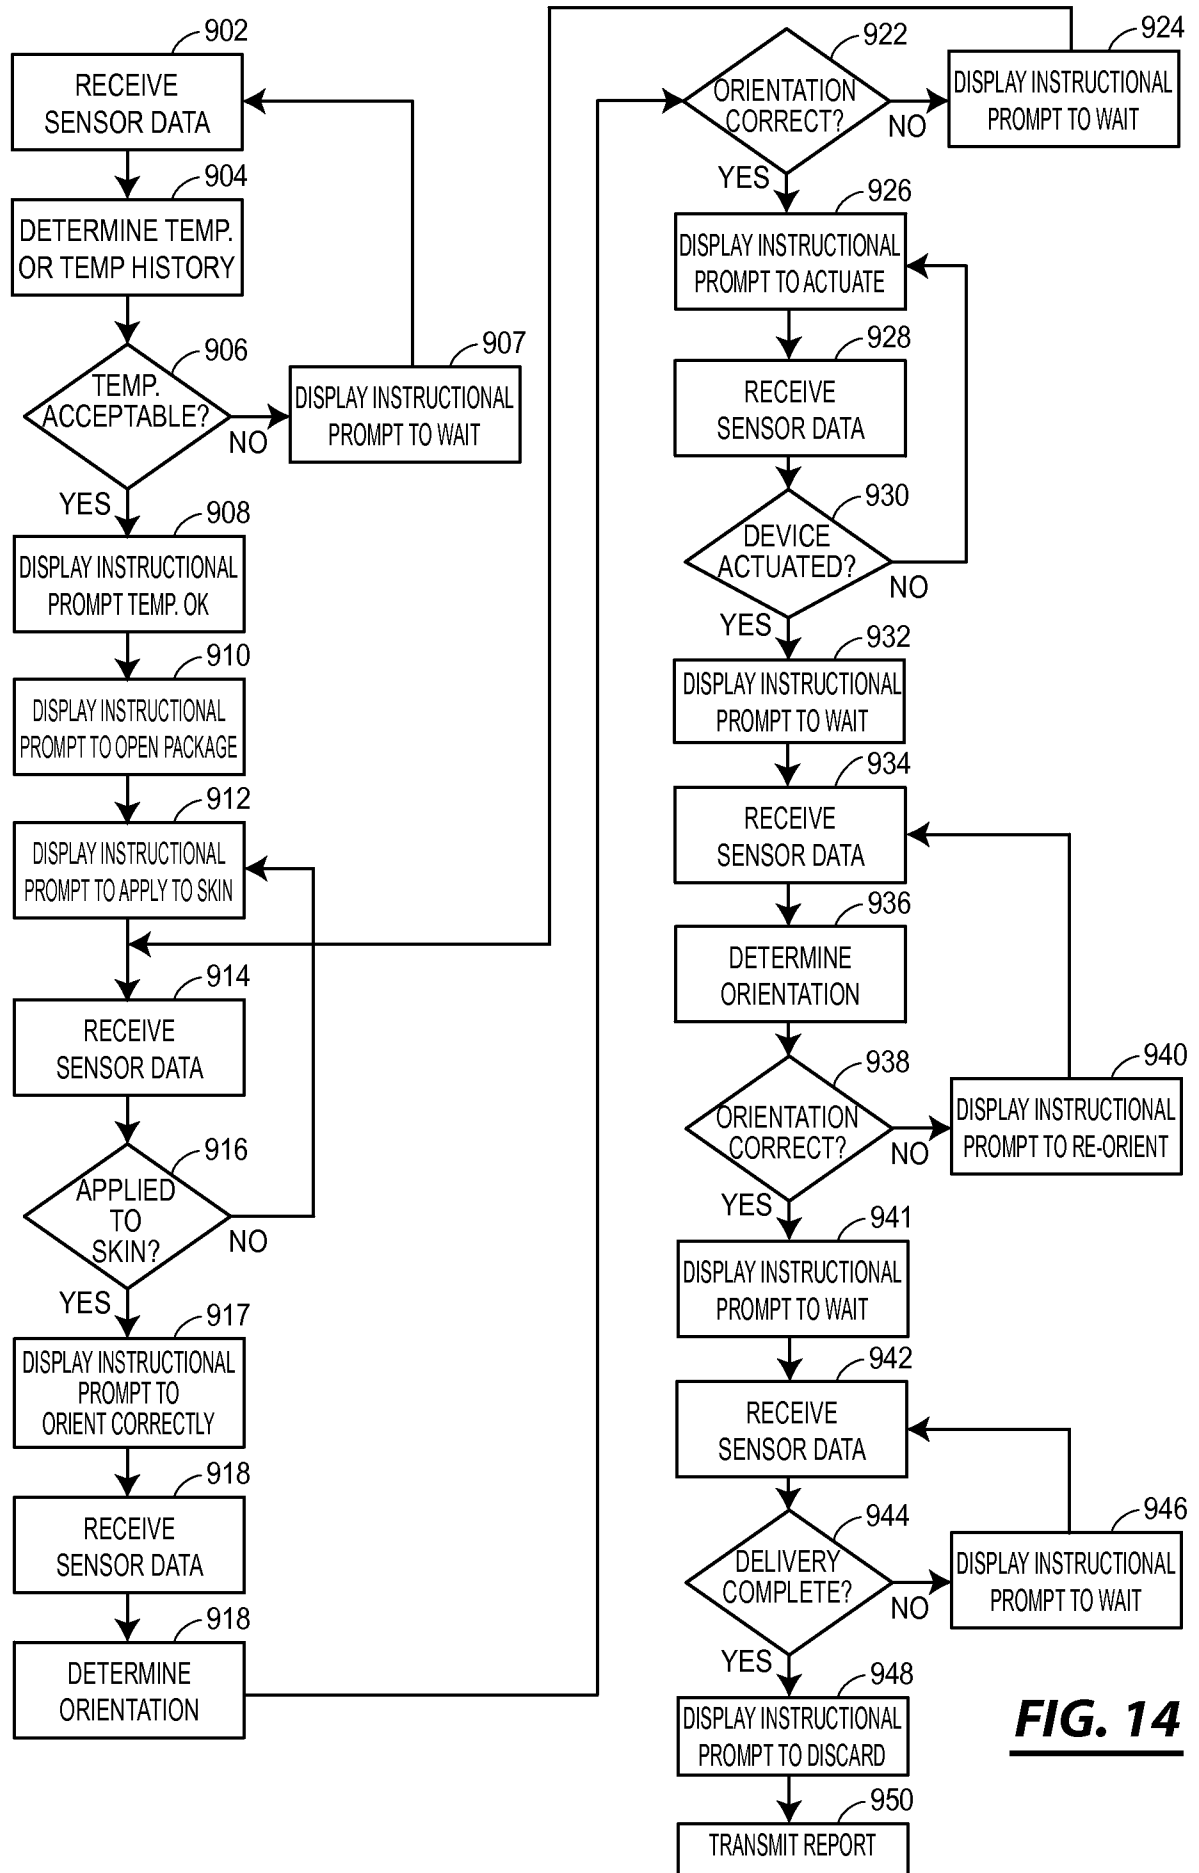 902
RECEIVE
SENSOR DATA
904
DETERMINE TEMP.
OR TEMP HISTORY
906
TEMP.
ACCEPTABLE?
NO
907
DISPLAY INSTRUCTIONAL
PROMPT TO WAIT
YES
908
DISPLAY INSTRUCTIONAL
PROMPT TEMP. OK
910
DISPLAY INSTRUCTIONAL
PROMPT TO OPEN PACKAGE
912
DISPLAY INSTRUCTIONAL
PROMPT TO APPLY TO SKIN
914
RECEIVE
SENSOR DATA
916
APPLIED
TO
SKIN?
NO
YES
917
DISPLAY INSTRUCTIONAL
PROMPT TO
ORIENT CORRECTLY
918
RECEIVE
SENSOR DATA
918
DETERMINE
ORIENTATION
922
ORIENTATION
CORRECT?
NO
924
DISPLAY INSTRUCTIONAL
PROMPT TO WAIT
YES
926
DISPLAY INSTRUCTIONAL
PROMPT TO ACTUATE
928
RECEIVE
SENSOR DATA
930
DEVICE
ACTUATED?
NO
YES
932
DISPLAY INSTRUCTIONAL
PROMPT TO WAIT
934
RECEIVE
SENSOR DATA
936
DETERMINE
ORIENTATION
938
ORIENTATION
CORRECT?
NO
940
DISPLAY INSTRUCTIONAL
PROMPT TO RE-ORIENT
YES
941
DISPLAY INSTRUCTIONAL
PROMPT TO WAIT
942
RECEIVE
SENSOR DATA
944
DELIVERY
COMPLETE?
NO
946
DISPLAY INSTRUCTIONAL
PROMPT TO WAIT
YES
948
DISPLAY INSTRUCTIONAL
PROMPT TO DISCARD
950
TRANSMIT REPORT
FIG. 14